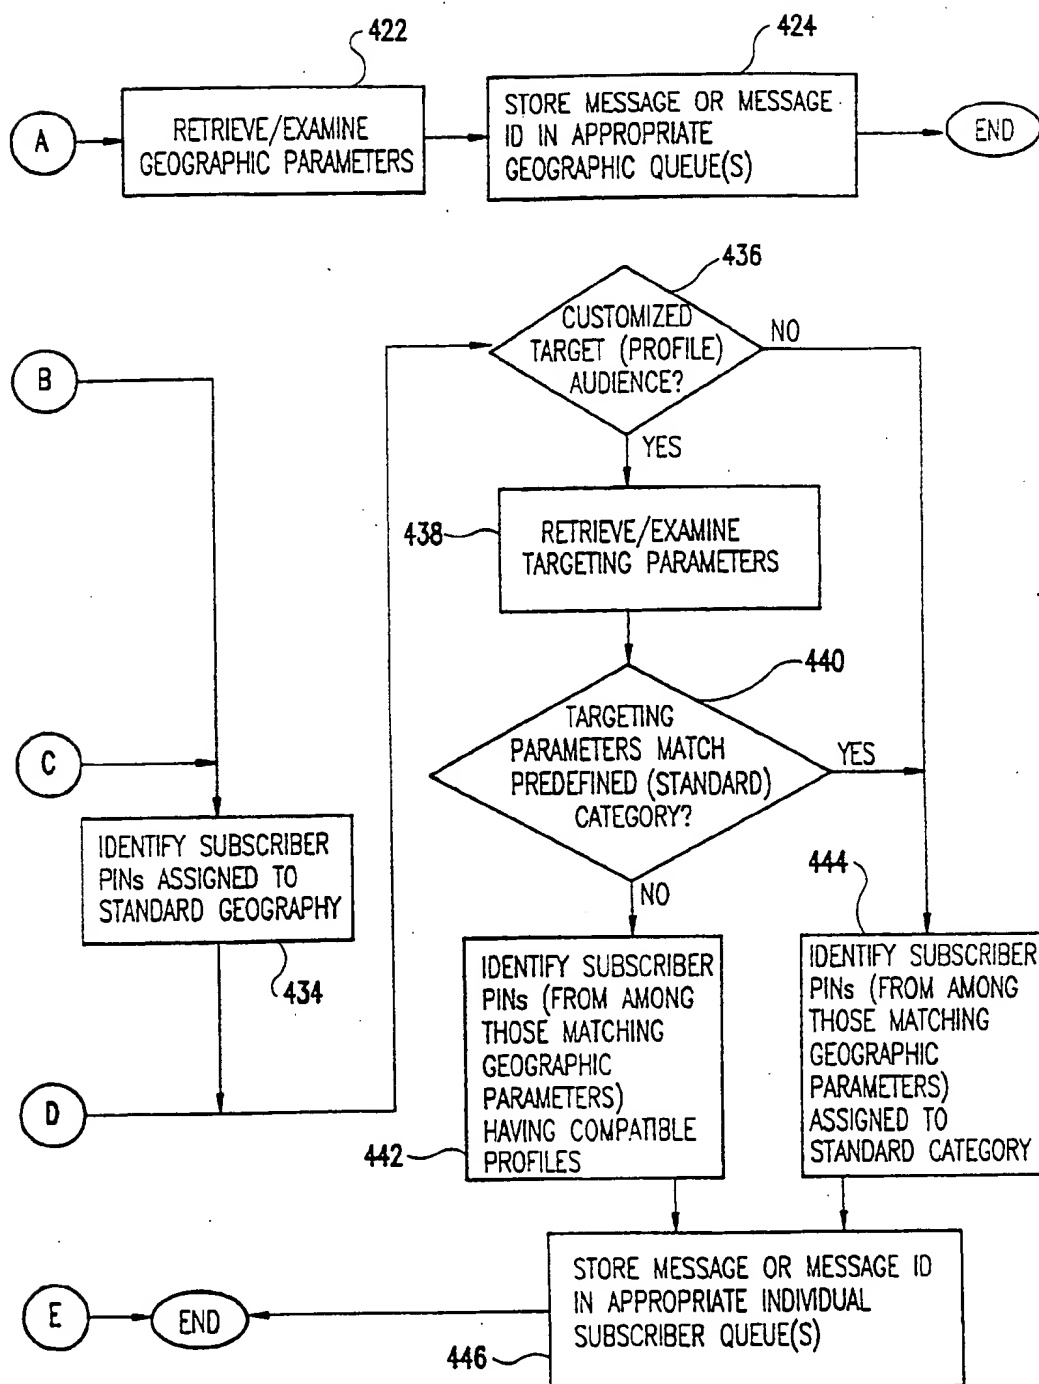 422
424
A
RETRIEVE/EXAMINE
GEOGRAPHIC PARAMETERS
STORE MESSAGE OR MESSAGE
ID IN APPROPRIATE
GEOGRAPHIC QUEUE(S)
END
436
CUSTOMIZED
TARGET (PROFILE)
AUDIENCE?
NO
B
YES
438
RETRIEVE/EXAMINE
TARGETING PARAMETERS
440
TARGETING
PARAMETERS MATCH
PREDEFINED (STANDARD)
CATEGORY?
YES
C
IDENTIFY SUBSCRIBER
PINs ASSIGNED TO
STANDARD GEOGRAPHY
434
NO
444
IDENTIFY SUBSCRIBER
PINs (FROM AMONG
THOSE MATCHING
GEOGRAPHIC
PARAMETERS)
HAVING COMPATIBLE
PROFILES
442
IDENTIFY SUBSCRIBER
PINs (FROM AMONG
THOSE MATCHING
GEOGRAPHIC
PARAMETERS)
ASSIGNED TO
STANDARD CATEGORY
D
STORE MESSAGE OR MESSAGE ID
IN APPROPRIATE INDIVIDUAL
SUBSCRIBER QUEUE(S)
446
E
END